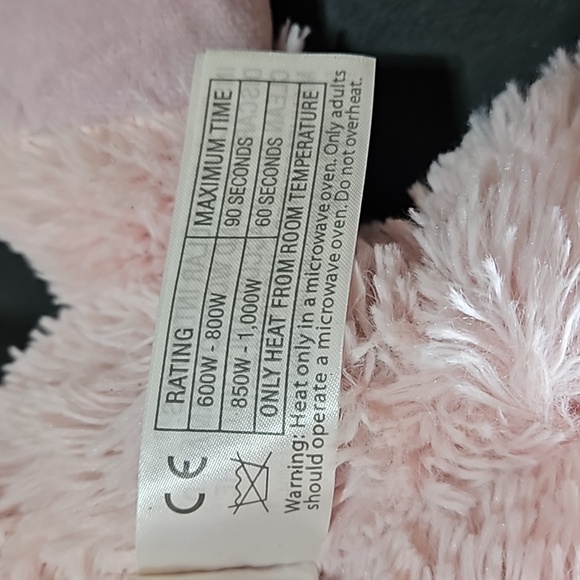 RATING MAXIMUM TIME
600W - 800W 90 SECONDS
850W - 1,000W 60 SECONDS
ONLY HEAT FROM ROOM TEMPERATURE
CE
Warning: Heat only in a microwave oven. Only adults
should operate a microwave oven. Do not overheat.